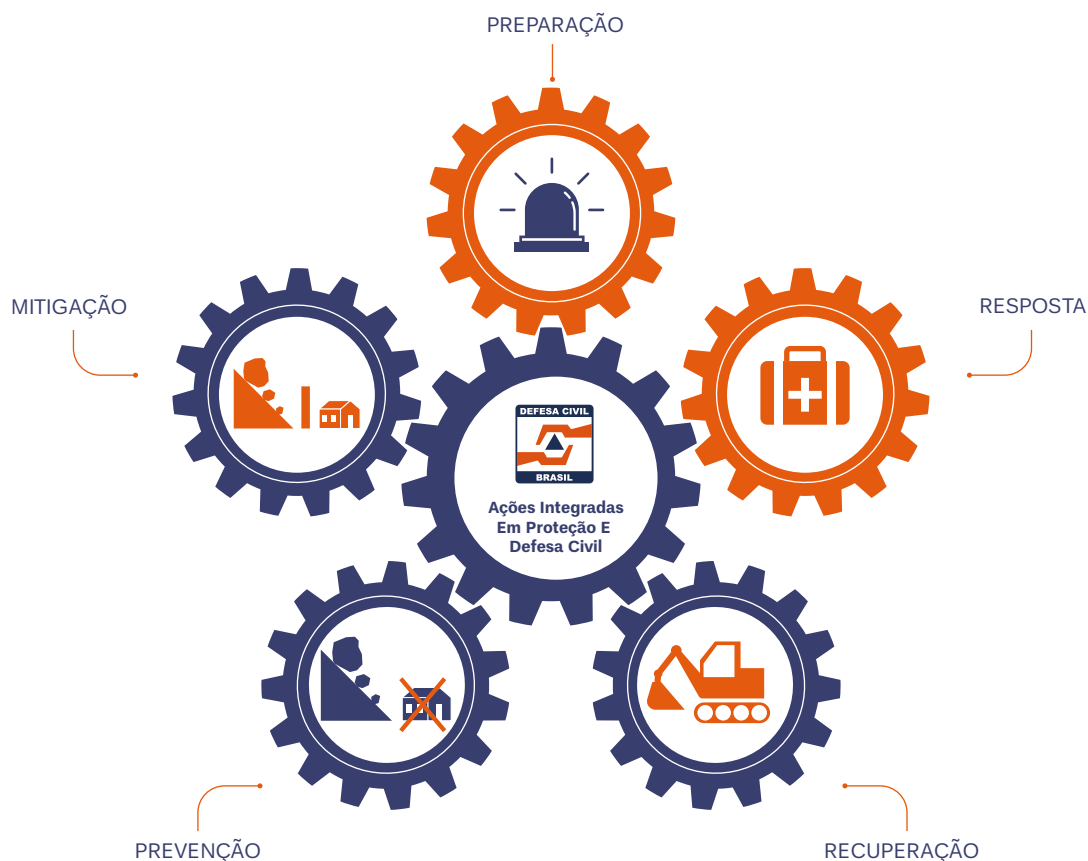 PREPARAÇÃO
MITIGAÇÃO
RESPOSTA
DEFESA CIVIL
BRASIL
Ações Integradas
Em Proteção E
Defesa Civil
PREVENÇÃO
RECUPERAÇÃO